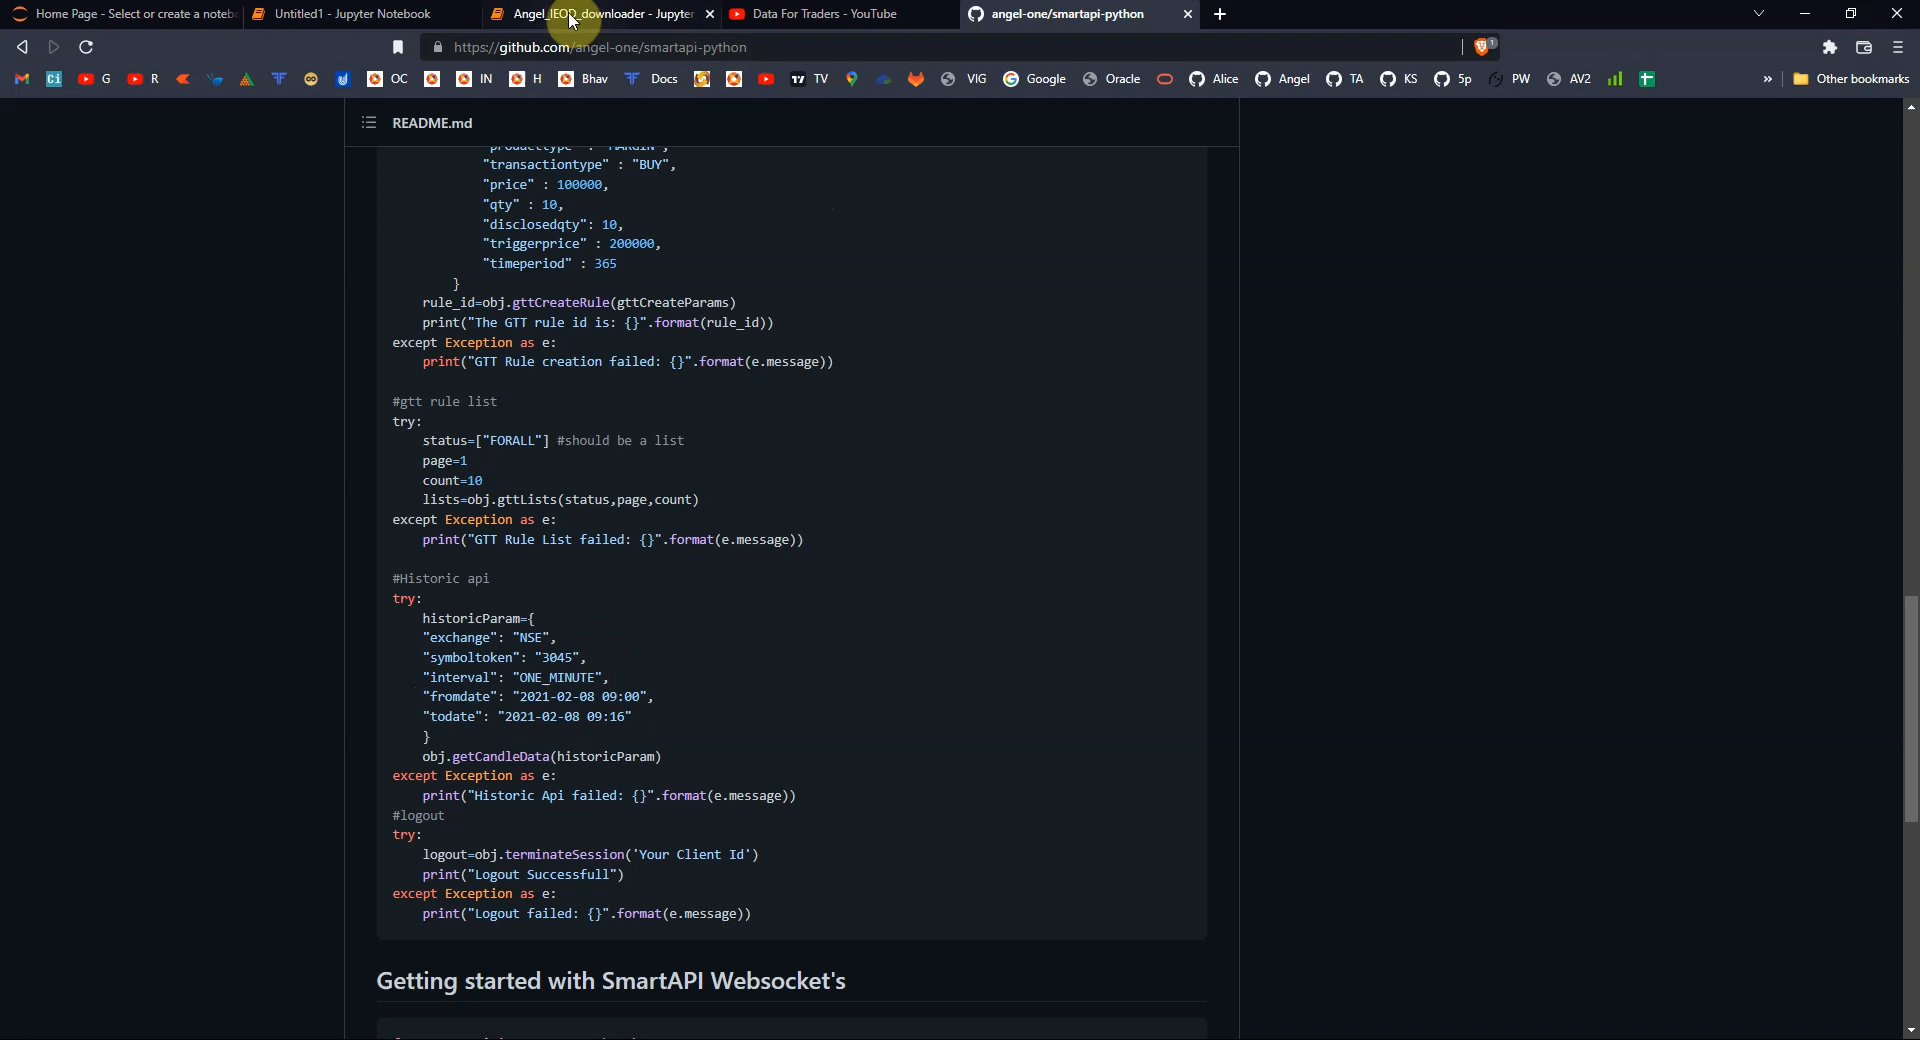 Home Page - Select or create a noteb
Untitled1 - Jupyter Notebook
Angel_IEOD_downloader - Jupyter
Data For Traders - YouTube
angel-one/smartapi-python
https://github.com/angel-one/smartapi-python
1
Ci
G
R
OC
IN
H
Bhav
Docs
TV
VIG
Google
Oracle
Alice
Angel
TA
KS
5p
PW
AV2
»
Other bookmarks
README.md
"producttype" : "MARGIN",
"transactiontype" : "BUY",
"price" : 100000,
"qty" : 10,
"disclosedqty": 10,
"triggerprice" : 200000,
"timeperiod" : 365
}
rule_id=obj.gttCreateRule(gttCreateParams)
print("The GTT rule id is: {}".format(rule_id))
except Exception as e:
print("GTT Rule creation failed: {}".format(e.message))
#gtt rule list
try:
status=["FORALL"] #should be a list
page=1
count=10
lists=obj.gttLists(status,page,count)
except Exception as e:
print("GTT Rule List failed: {}".format(e.message))
#Historic api
try:
historicParam={
"exchange": "NSE",
"symboltoken": "3045",
"interval": "ONE_MINUTE",
"fromdate": "2021-02-08 09:00",
"todate": "2021-02-08 09:16"
}
obj.getCandleData(historicParam)
except Exception as e:
print("Historic Api failed: {}".format(e.message))
#logout
try:
logout=obj.terminateSession('Your Client Id')
print("Logout Successfull")
except Exception as e:
print("Logout failed: {}".format(e.message))
Getting started with SmartAPI Websocket's